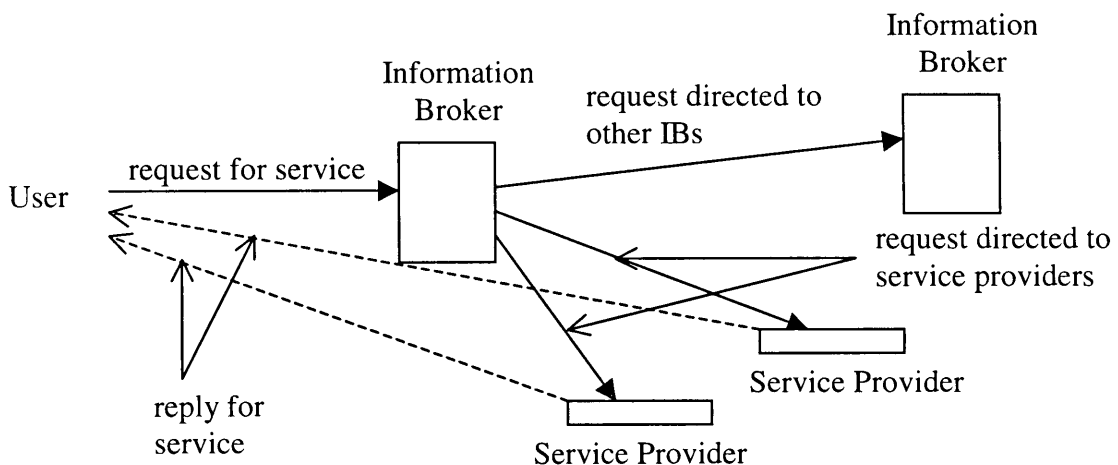 Information
Broker
Information
Broker
request directed to
other IBs
request for service
User
request directed to
service providers
Service Provider
reply for
service
Service Provider